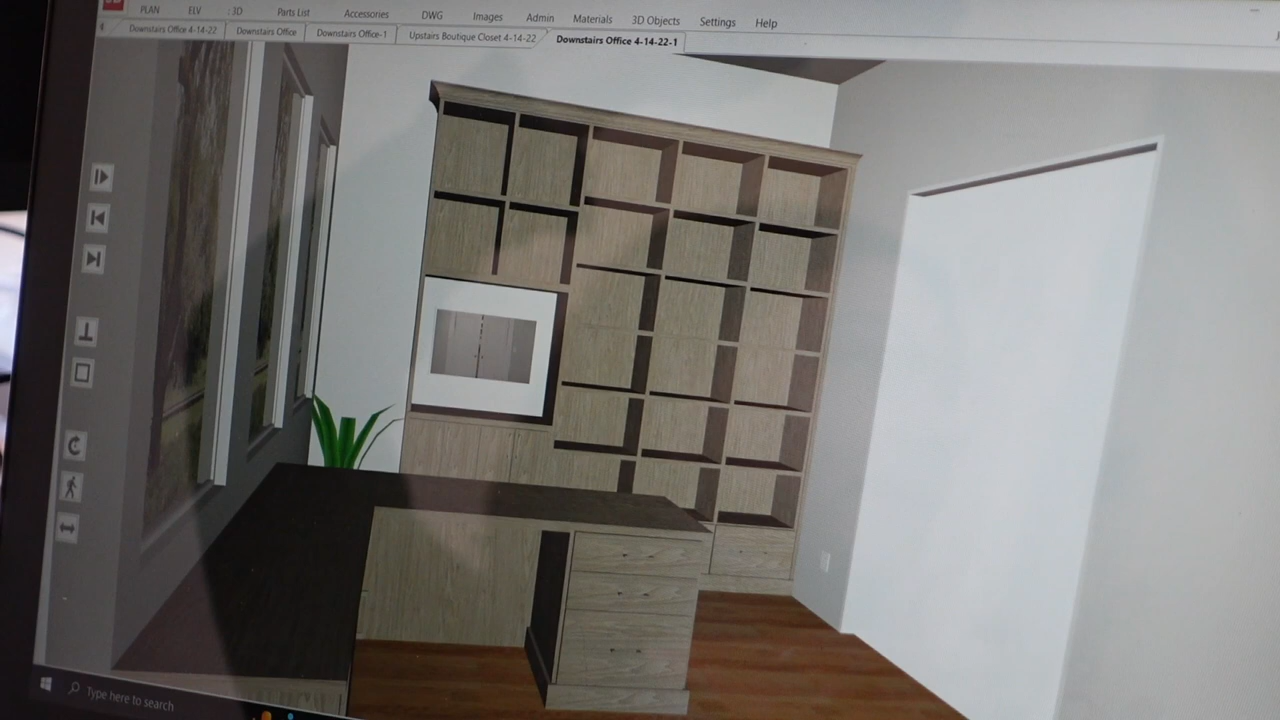 PLAN ELV : 3D Parts List Accessories DWG Images Admin Materials 3D Objects Settings Help
Downstairs Office 4-14-22 Downstairs Office Downstairs Office-1 Upstairs Boutique Closet 4-14-22 Downstairs Office 4-14-22-1
Type here to search